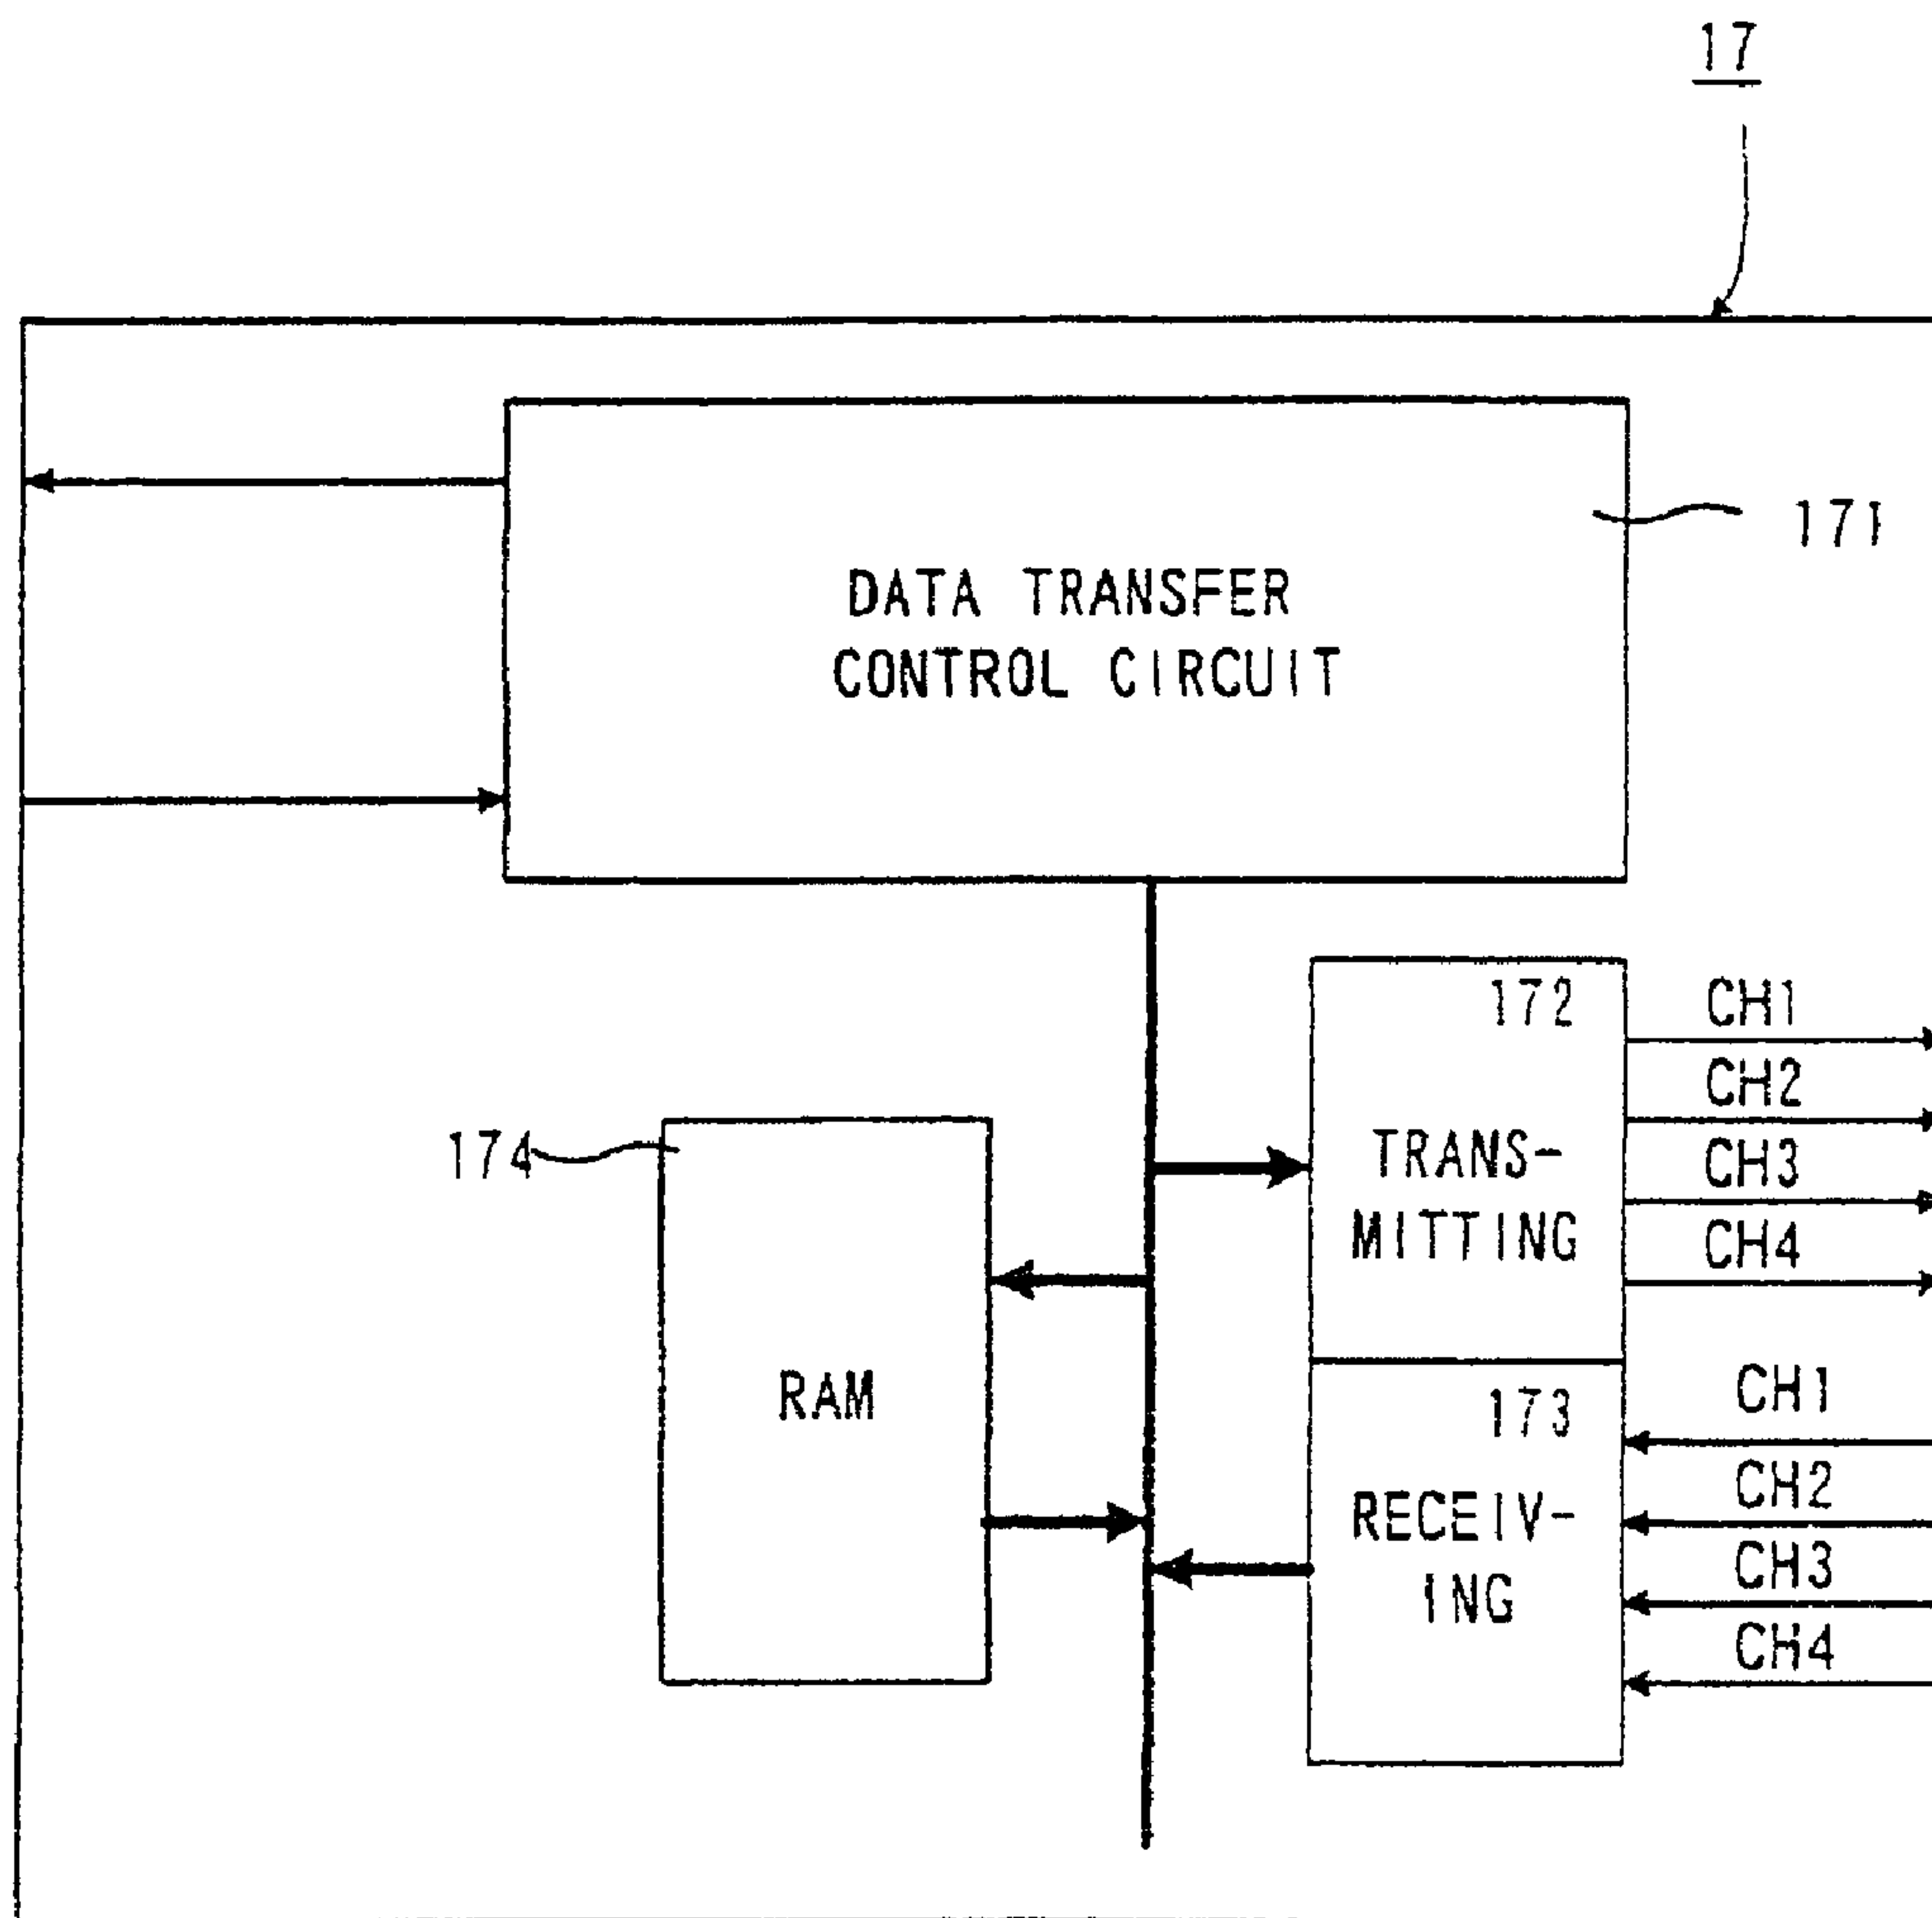 17
171
DATA TRANSFER
CONTROL CIRCUIT
172
TRANS-
MITTING
CH1
CH2
CH3
CH4
174
RAM
173
RECEIV-
ING
CH1
CH2
CH3
CH4